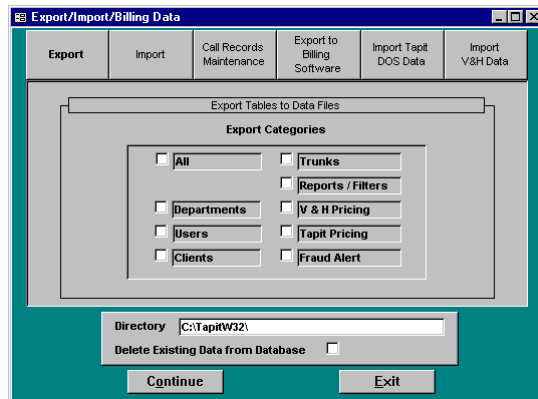 Export/Import/Billing Data
Export
Import
Call Records
Maintenance
Export to
Billing
Software
Import Tapit
DOS Data
Import
V&H Data
Export Tables to Data Files
Export Categories
All
Trunks
Reports / Filters
Departments
V & H Pricing
Users
Tapit Pricing
Clients
Fraud Alert
Directory C:\TapitW32\
Delete Existing Data from Database
Continue
Exit